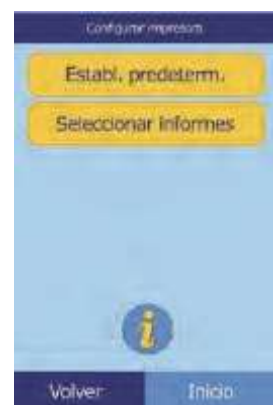 Configurar impresora
Establ. predeterm.
Seleccionar informes
i
Volver
Inicio